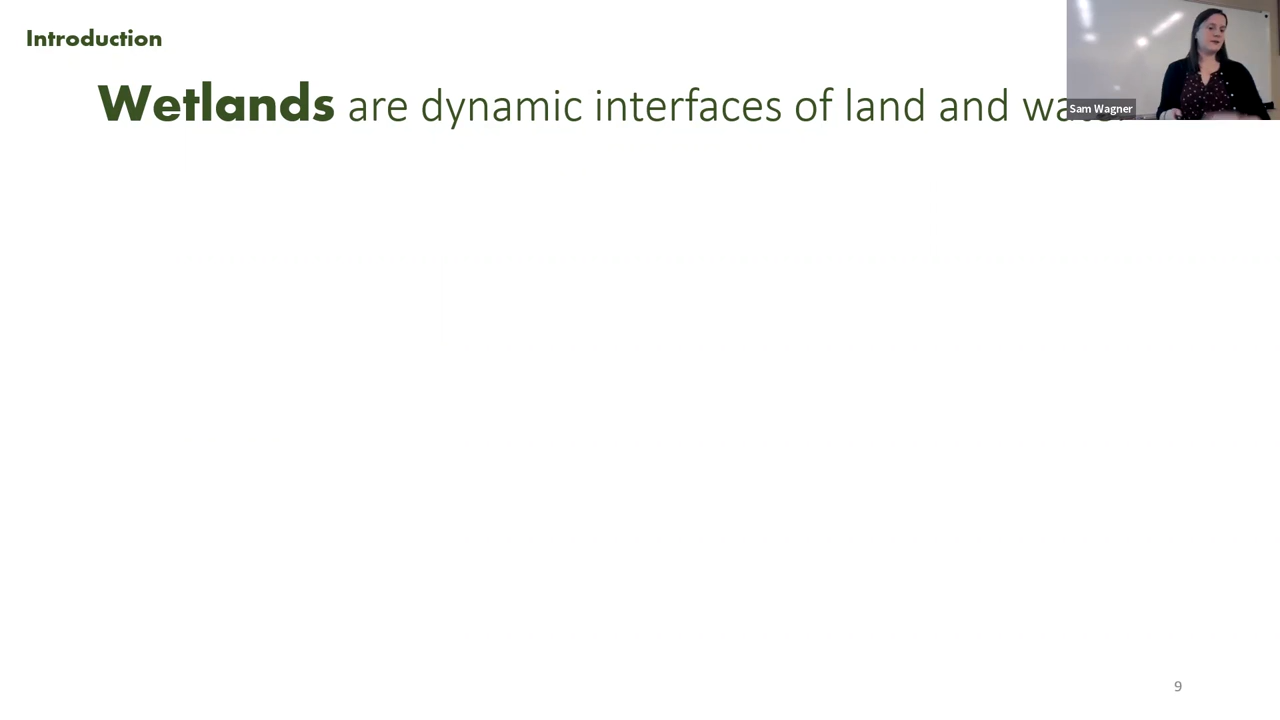 Introduction
Wetlands are dynamic interfaces of land and
Sam Wagner
9